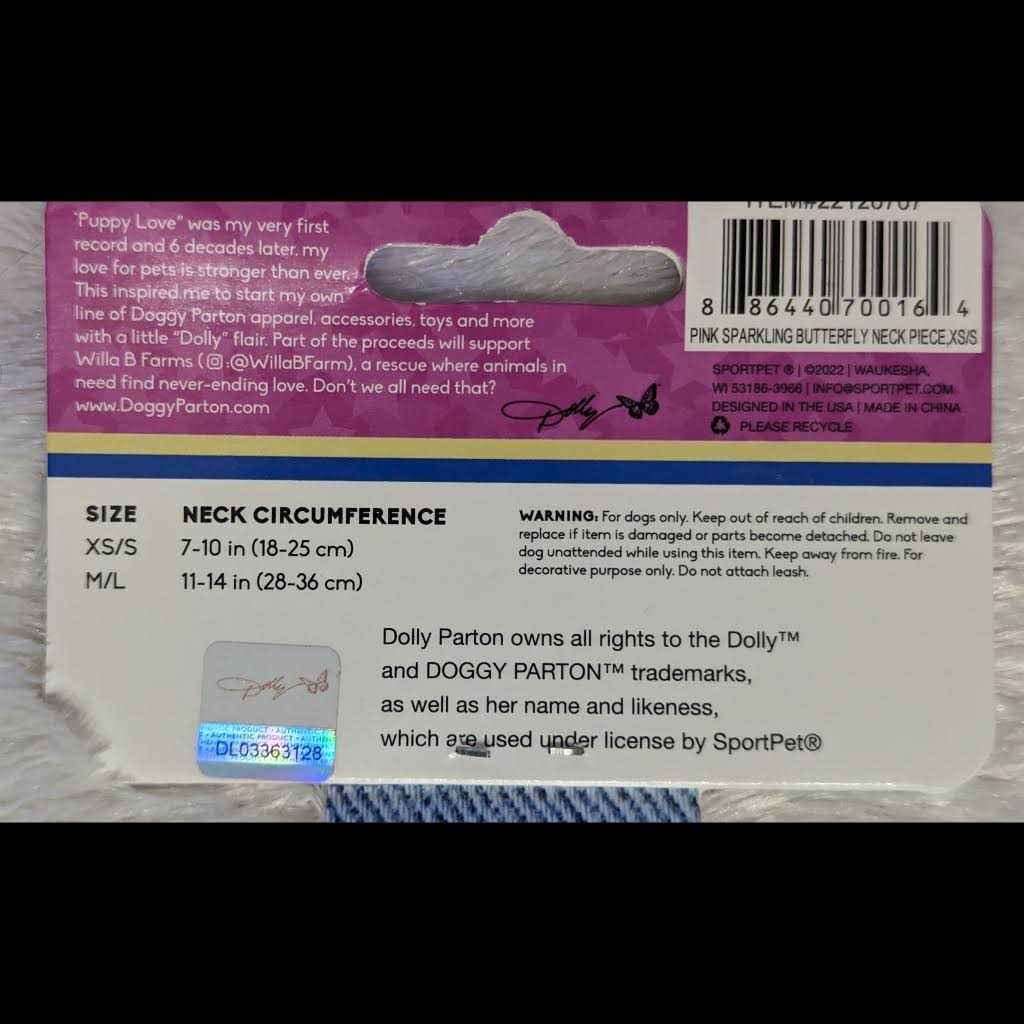 "Puppy Love" was my very first
record and 6 decades later, my
love for pets is stronger than ever.
This inspired me to start my own
line of Doggy Parton apparel, accessories, toys and more
with a little "Dolly" flair. Part of the proceeds will support
Willa B Farms (@WillaBFarm), a rescue where animals in
need find never-ending love. Don't we all need that?
www.DoggyParton.com
Dolly
8 86440 70016 4
PINK SPARKLING BUTTERFLY NECK PIECE,XS/S
SPORTPET ® | ©2022 | WAUKESHA,
WI 53186-3966 | INFO@SPORTPET.COM
DESIGNED IN THE USA | MADE IN CHINA
PLEASE RECYCLE
SIZE NECK CIRCUMFERENCE
XS/S 7-10 in (18-25 cm)
M/L 11-14 in (28-36 cm)
WARNING: For dogs only. Keep out of reach of children. Remove and
replace if item is damaged or parts become detached. Do not leave
dog unattended while using this item. Keep away from fire. For
decorative purpose only. Do not attach leash.
Dolly Parton owns all rights to the Dolly™
and DOGGY PARTON™ trademarks,
as well as her name and likeness,
which are used under license by SportPet®
Dolly
AUTHENTIC PRODUCT
DL03363128